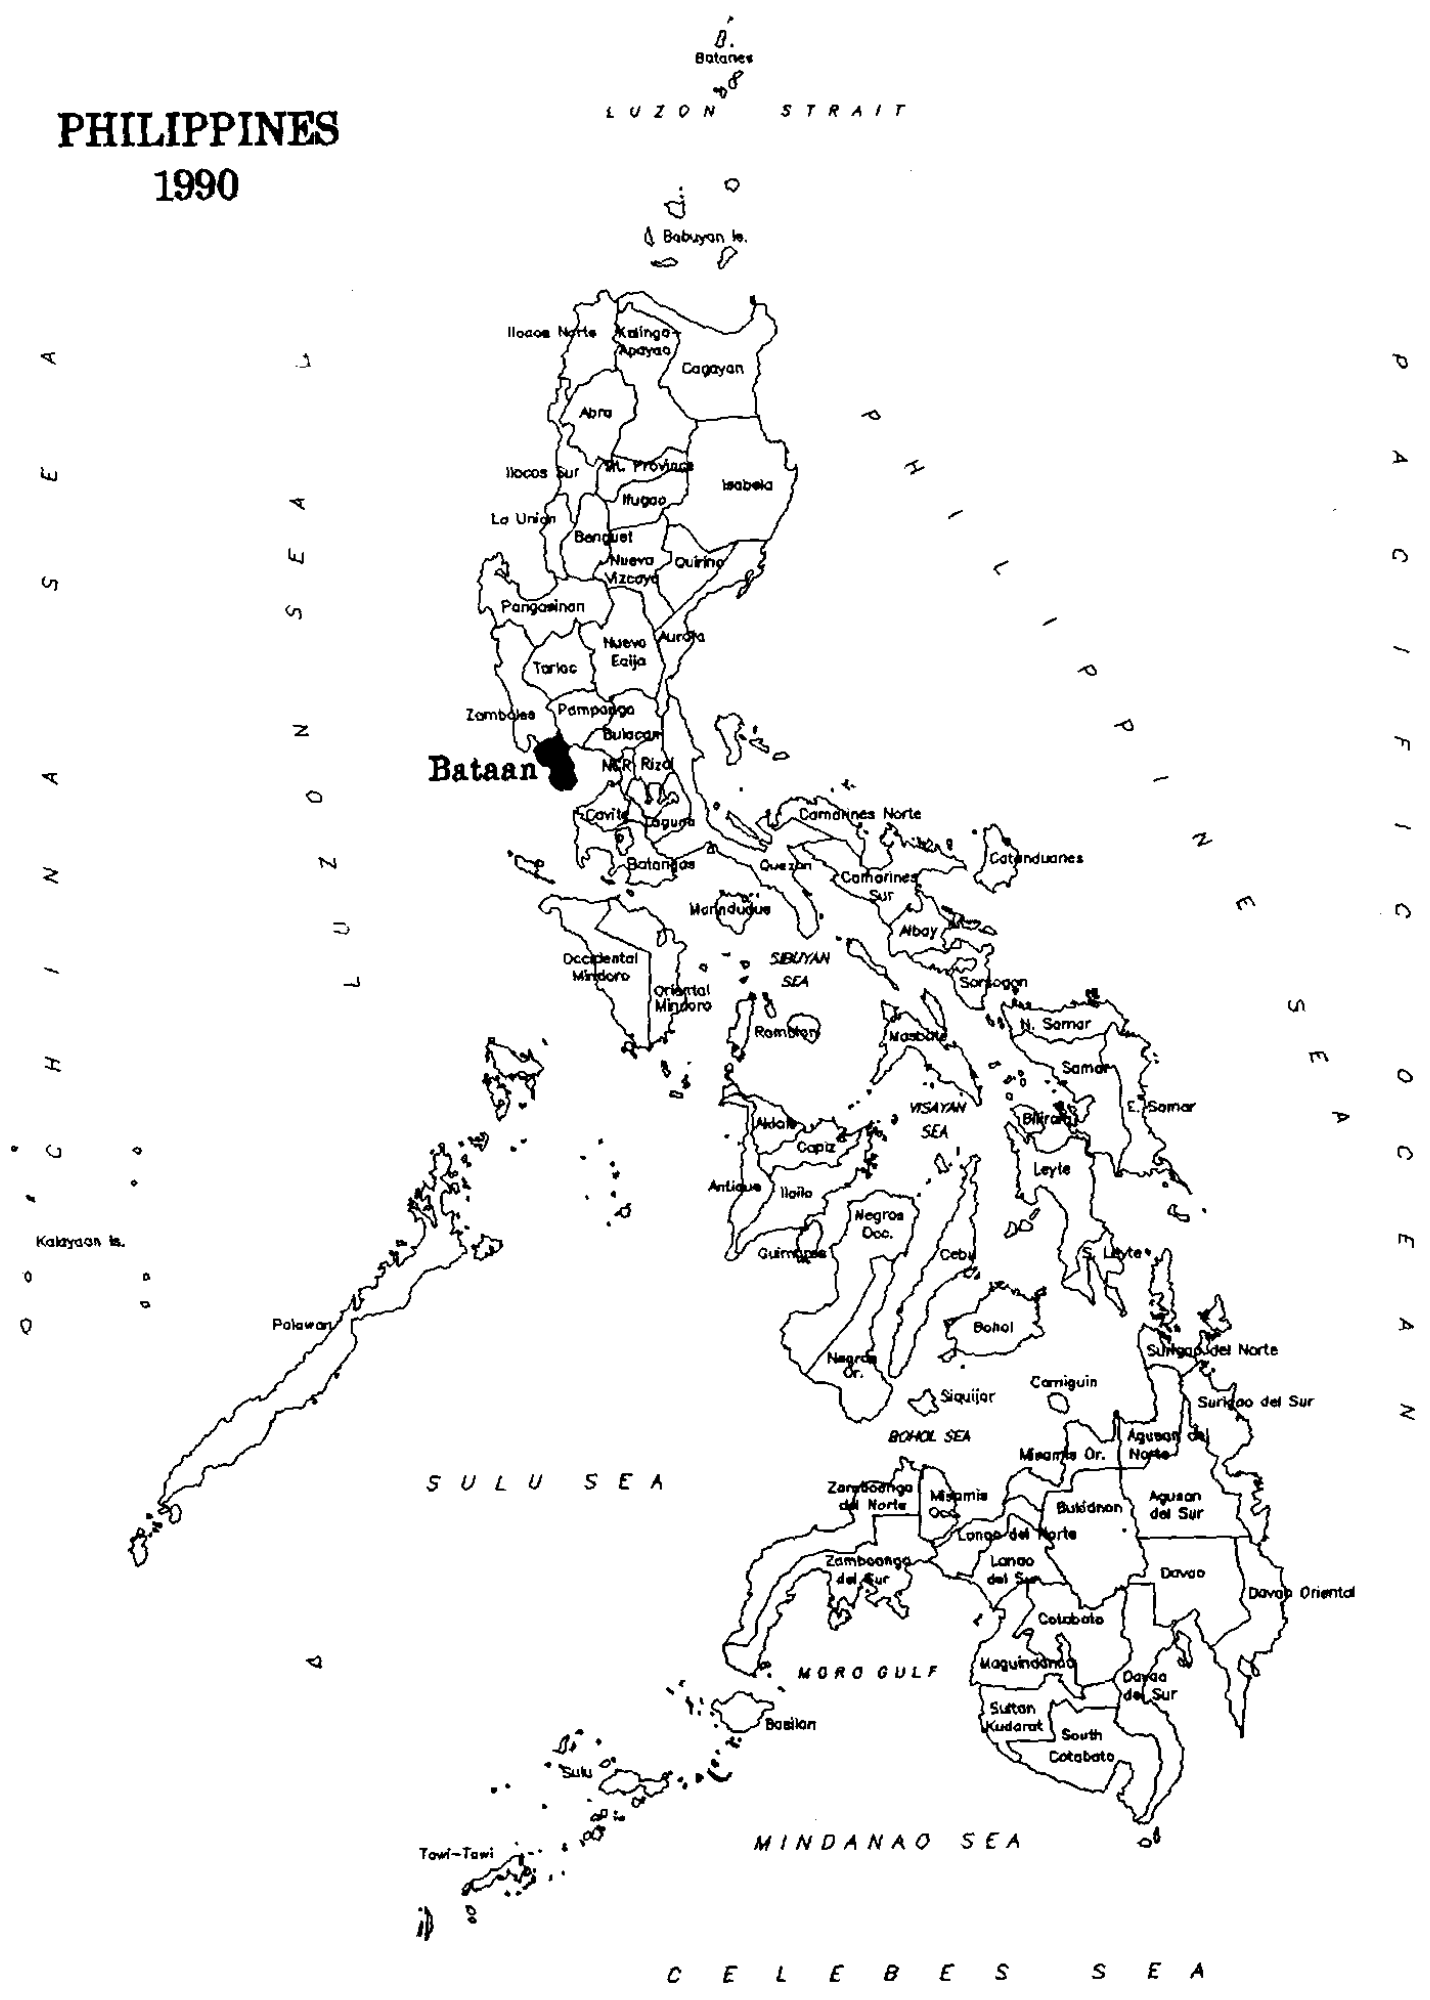 Batanes
LUZON STRAIT
PHILIPPINES
1990
Babuyan Is.
Ilocos Norte
Kalinga-
Apayao
Cagayan
Abra
Ilocos Sur
Mt. Province
Ifugao
Isabela
La Union
Benguet
Nueva
Vizcaya
Quirino
Pangasinan
Nueva
Ecija
Aurora
Tarlac
Zambales
Pampanga
Bulacan
Bataan
NCR
Rizal
Cavite
Laguna
Camarines Norte
Batangas
Quezon
Catanduanes
Camarines
Sur
Marinduque
Albay
Occidental
Mindoro
SIBUYAN
SEA
Oriental
Mindoro
Sorsogon
Romblon
Masbate
N. Samar
Samar
E. Samar
VISAYAN
SEA
Biliran
Aklan
Capiz
Leyte
Antique
Iloilo
Negros
Occ.
Guimaras
Cebu
S. Leyte
Kalayaan Is.
Palawan
Bohol
Negros
Or.
Surigao del Norte
Siquijor
Camiguin
Surigao del Sur
BOHOL SEA
Agusan del
Norte
Misamis Or.
SULU SEA
Zamboanga
del Norte
Misamis
Occ.
Bukidnon
Agusan
del Sur
Lanao del Norte
Zamboanga
del Sur
Lanao
del Sur
Davao
Davao Oriental
Cotabato
MORO GULF
Maguindanao
Davao
del Sur
Sultan
Kudarat
South
Cotabato
Basilan
Sulu
Tawi-Tawi
MINDANAO SEA
CELEBES SEA
CHINA SEA
LUZON SEA
PHILIPPINE SEA
PACIFIC OCEAN